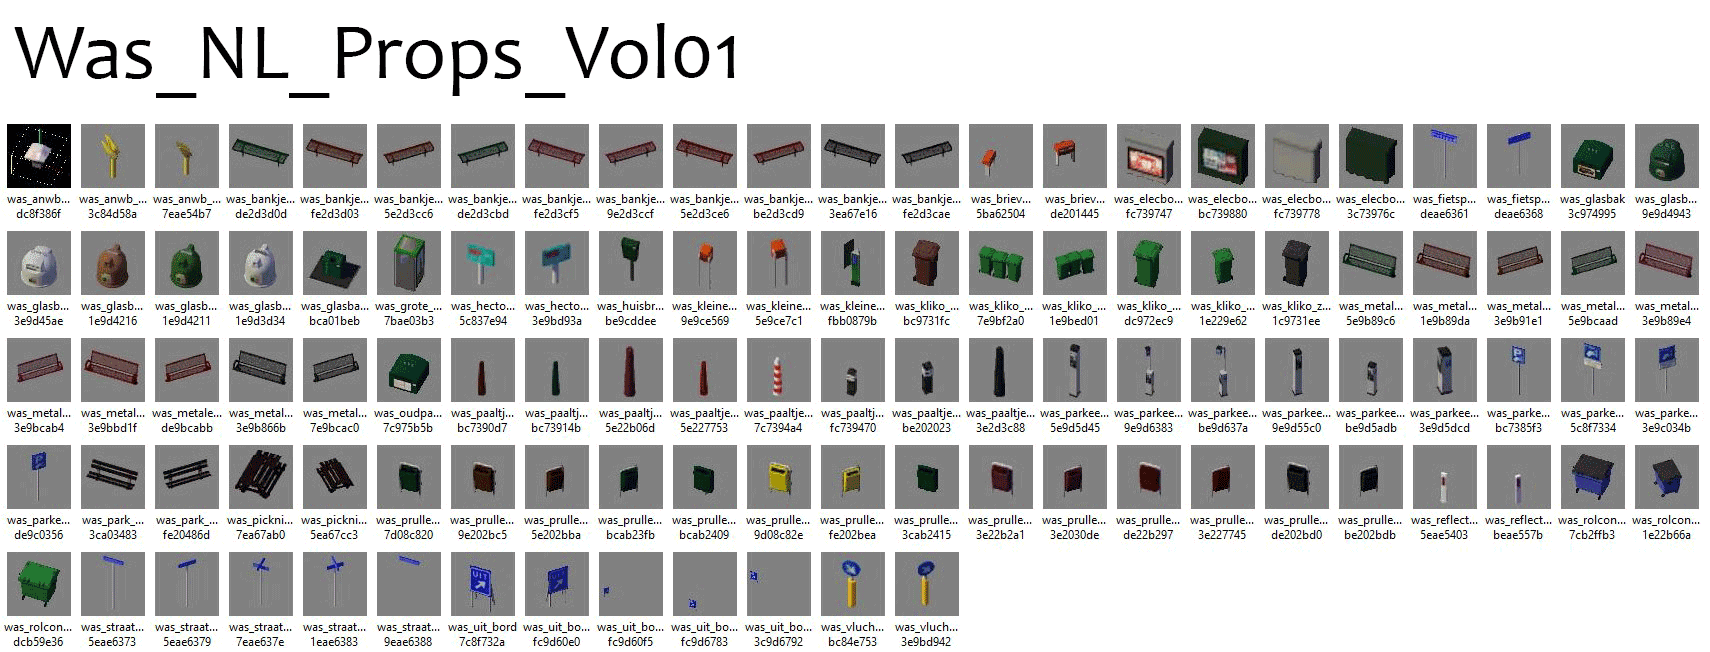 Was_NL_Props_Vol01
was_anwb... was_anwb_... was_anwb_... was_bankje... was_bankje... was_bankje... was_bankje... was_bankje... was_bankje... was_bankje... was_bankje... was_bankje... was_bankje... was_briev... was_briev... was_elecbo... was_elecbo... was_elecbo... was_elecbo... was_fietsp... was_fietsp... was_glasbak was_glasb...
dc8f386f 3c84d58a 7eae54b7 de2d3d0d fe2d3d03 5e2d3cc6 de2d3cbd fe2d3cf5 9e2d3ccf 5e2d3ce6 be2d3cd9 3ea67e16 fe2d3cae 5ba62504 de201445 fc739747 bc739880 fc739778 3c73976c deae6361 deae6368 3c974995 9e9d4943
was_glasb... was_glasb... was_glasb... was_glasb... was_glasba... was_grote_... was_hecto... was_hecto... was_huisbr... was_kleine... was_kleine... was_kleine... was_kliko_... was_kliko_... was_kliko_... was_kliko_... was_kliko_... was_kliko_z... was_metal... was_metal... was_metal... was_metal... was_metal...
3e9d45ae 1e9d4216 1e9d4211 1e9d3d34 bca01beb 7bae03b3 5c837e94 3e9bd93a be9cddee 9e9ce569 5e9ce7c1 fbb0879b bc9731fc 7e9bf2a0 1e9bed01 dc972ec9 1e229e62 1c9731ee 5e9b89c6 1e9b89da 3e9b91e1 5e9bcaad 3e9b89e4
was_metal... was_metal... was_metale... was_metal... was_metal... was_oudpa... was_paaltj... was_paaltj... was_paaltj... was_paaltj... was_paaltje... was_paaltj... was_paaltje... was_paaltje... was_parkee... was_parkee... was_parkee... was_parkee... was_parkee... was_parkee... was_parke... was_parke... was_parke...
3e9bcab4 3e9bbd1f de9bcabb 3e9b866b 7e9bcac0 7c975b5b bc7390d7 bc73914b 5e22b06d 5e227753 7c7394a4 fc739470 be202023 3e2d3c88 5e9d5d45 9e9d6383 be9d637a 9e9d55c0 be9d5adb 3e9d5dcd bc7385f3 5c8f7334 3e9c034b
was_parke... was_park_... was_park_... was_pickni... was_pickni... was_prulle... was_prulle... was_prulle... was_prulle... was_prulle... was_prulle... was_prulle... was_prulle... was_prulle... was_prulle... was_prulle... was_prulle... was_prulle... was_prulle... was_reflect... was_reflect... was_rolcon... was_rolcon...
de9c0356 3ca03483 fe20486d 7ea67ab0 5ea67cc3 7d08c820 9e202bc5 5e202bba bcab23fb bcab2409 9d08c82e fe202bea 3cab2415 3e22b2a1 3e2030de de22b297 3e227745 de202bd0 be202bdb 5eae5403 beae557b 7cb2ffb3 1e22b66a
was_rolcon... was_straat... was_straat... was_straat... was_straat... was_straat... was_uit_bord was_uit_bo... was_uit_bo... was_uit_bo... was_uit_bo... was_vluch... was_vluch...
dcb59e36 5eae6373 5eae6379 7eae637e 1eae6383 9eae6388 7c8f732a fc9d60e0 fc9d60f5 fc9d6783 3c9d6792 bc84e753 3e9bd942